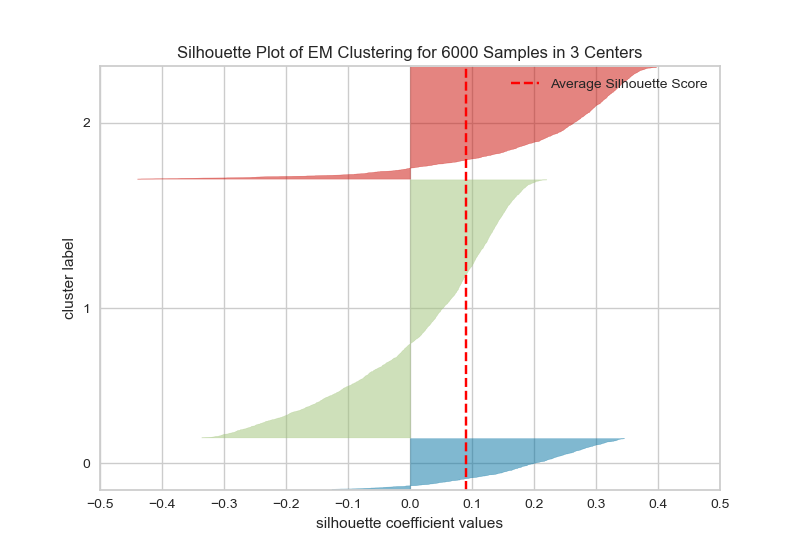 Silhouette Plot of EM Clustering for 6000 Samples in 3 Centers
Average Silhouette Score
2
1
0
cluster label
−0.5 −0.4 −0.3 −0.2 −0.1 0.0 0.1 0.2 0.3 0.4 0.5
silhouette coefficient values